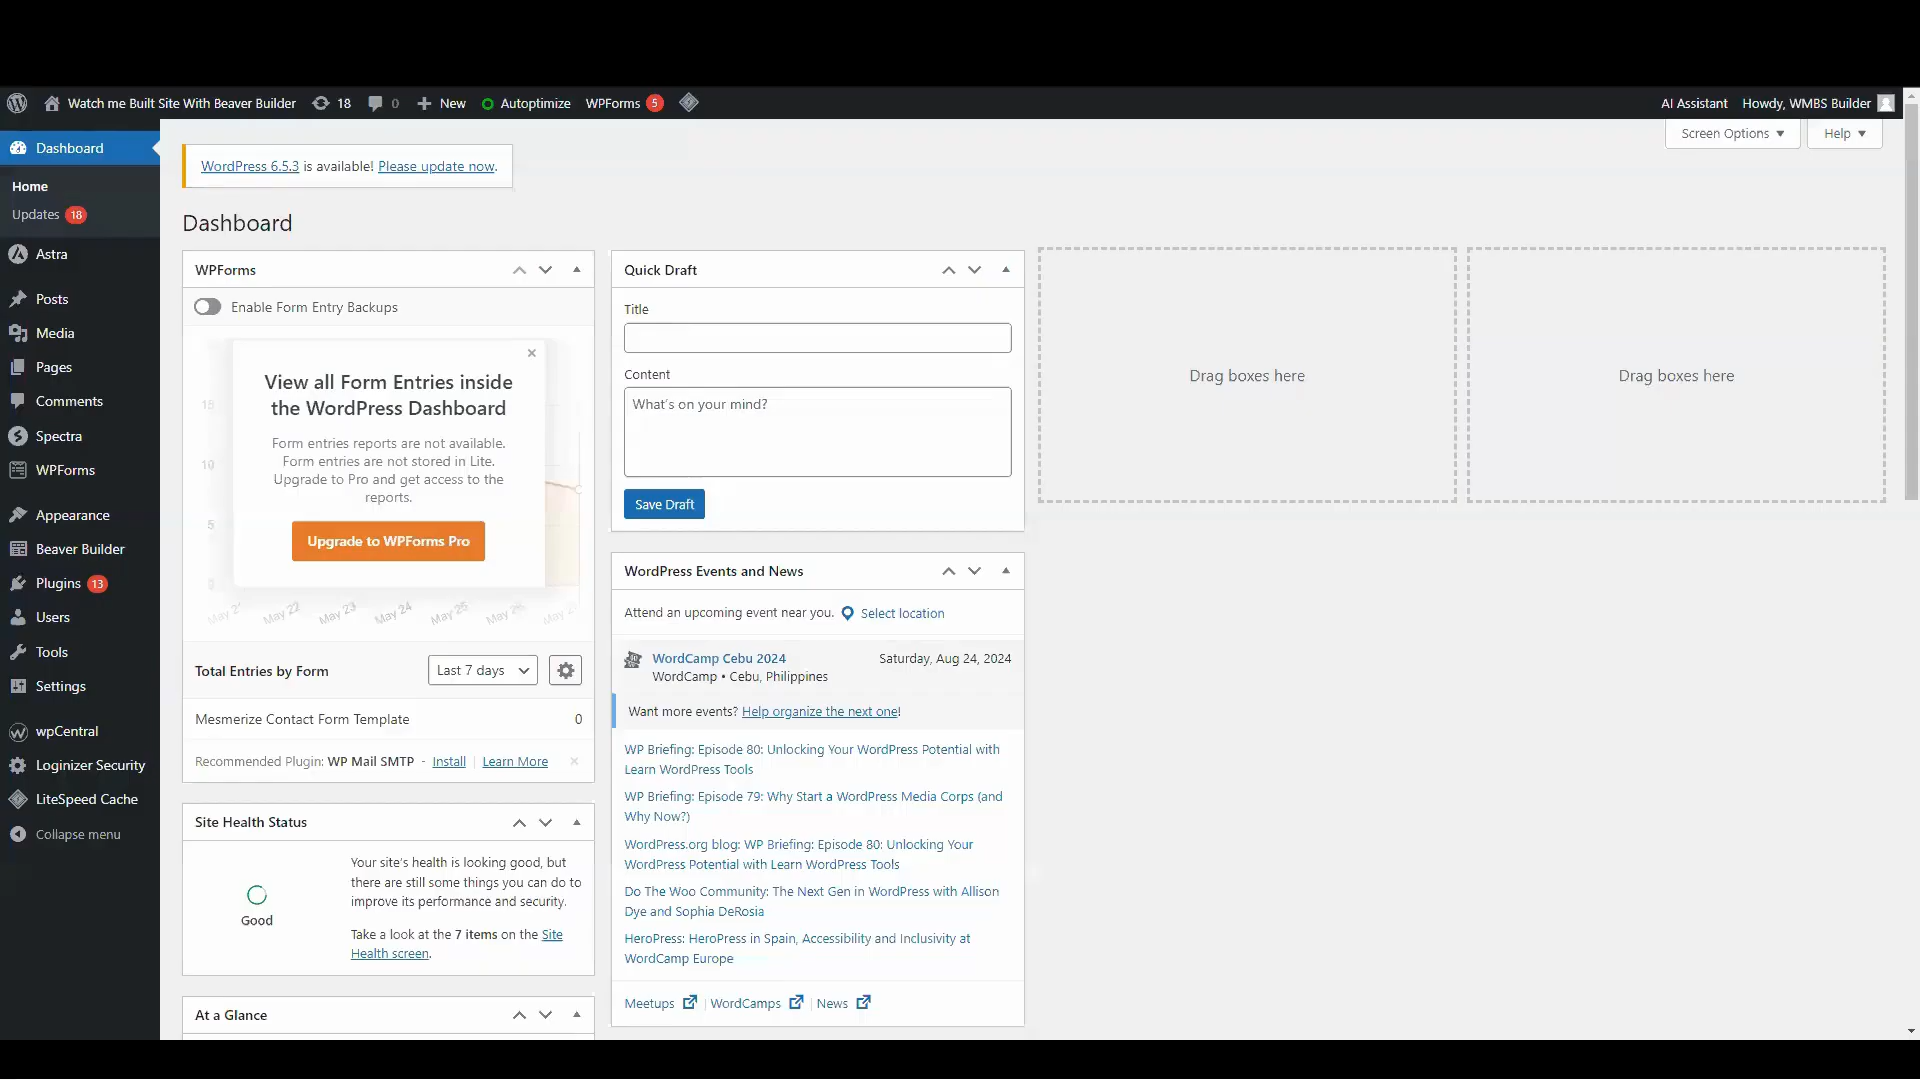 Watch me Built Site With Beaver Builder 18 0 New Autoptimize WPForms 5 AI Assistant Howdy, WMBS Builder
Screen Options Help
Dashboard
Home
Updates 18
Astra
Posts
Media
Pages
Comments
Spectra
WPForms
Appearance
Beaver Builder
Plugins 13
Users
Tools
Settings
wpCentral
Loginizer Security
LiteSpeed Cache
Collapse menu
WordPress 6.5.3 is available! Please update now.
Dashboard
WPForms
Enable Form Entry Backups
View all Form Entries inside
the WordPress Dashboard
Form entries reports are not available.
Form entries are not stored in Lite.
Upgrade to Pro and get access to the
reports.
Upgrade to WPForms Pro
10
5
0
May 22 May 23 May 24 May 25
Total Entries by Form Last 7 days
Mesmerize Contact Form Template 0
Recommended Plugin: WP Mail SMTP - Install | Learn More
Site Health Status
Good
Your site's health is looking good, but
there are still some things you can do to
improve its performance and security.
Take a look at the 7 items on the Site
Health screen.
At a Glance
Quick Draft
Title
Content
What's on your mind?
Save Draft
WordPress Events and News
Attend an upcoming event near you. Select location
WordCamp Cebu 2024 Saturday, Aug 24, 2024
WordCamp • Cebu, Philippines
Want more events? Help organize the next one!
WP Briefing: Episode 80: Unlocking Your WordPress Potential with
Learn WordPress Tools
WP Briefing: Episode 79: Why Start a WordPress Media Corps (and
Why Now?)
WordPress.org blog: WP Briefing: Episode 80: Unlocking Your
WordPress Potential with Learn WordPress Tools
Do The Woo Community: The Next Gen in WordPress with Allison
Dye and Sophia DeRosia
HeroPress: HeroPress in Spain, Accessibility and Inclusivity at
WordCamp Europe
Meetups | WordCamps | News
Drag boxes here
Drag boxes here